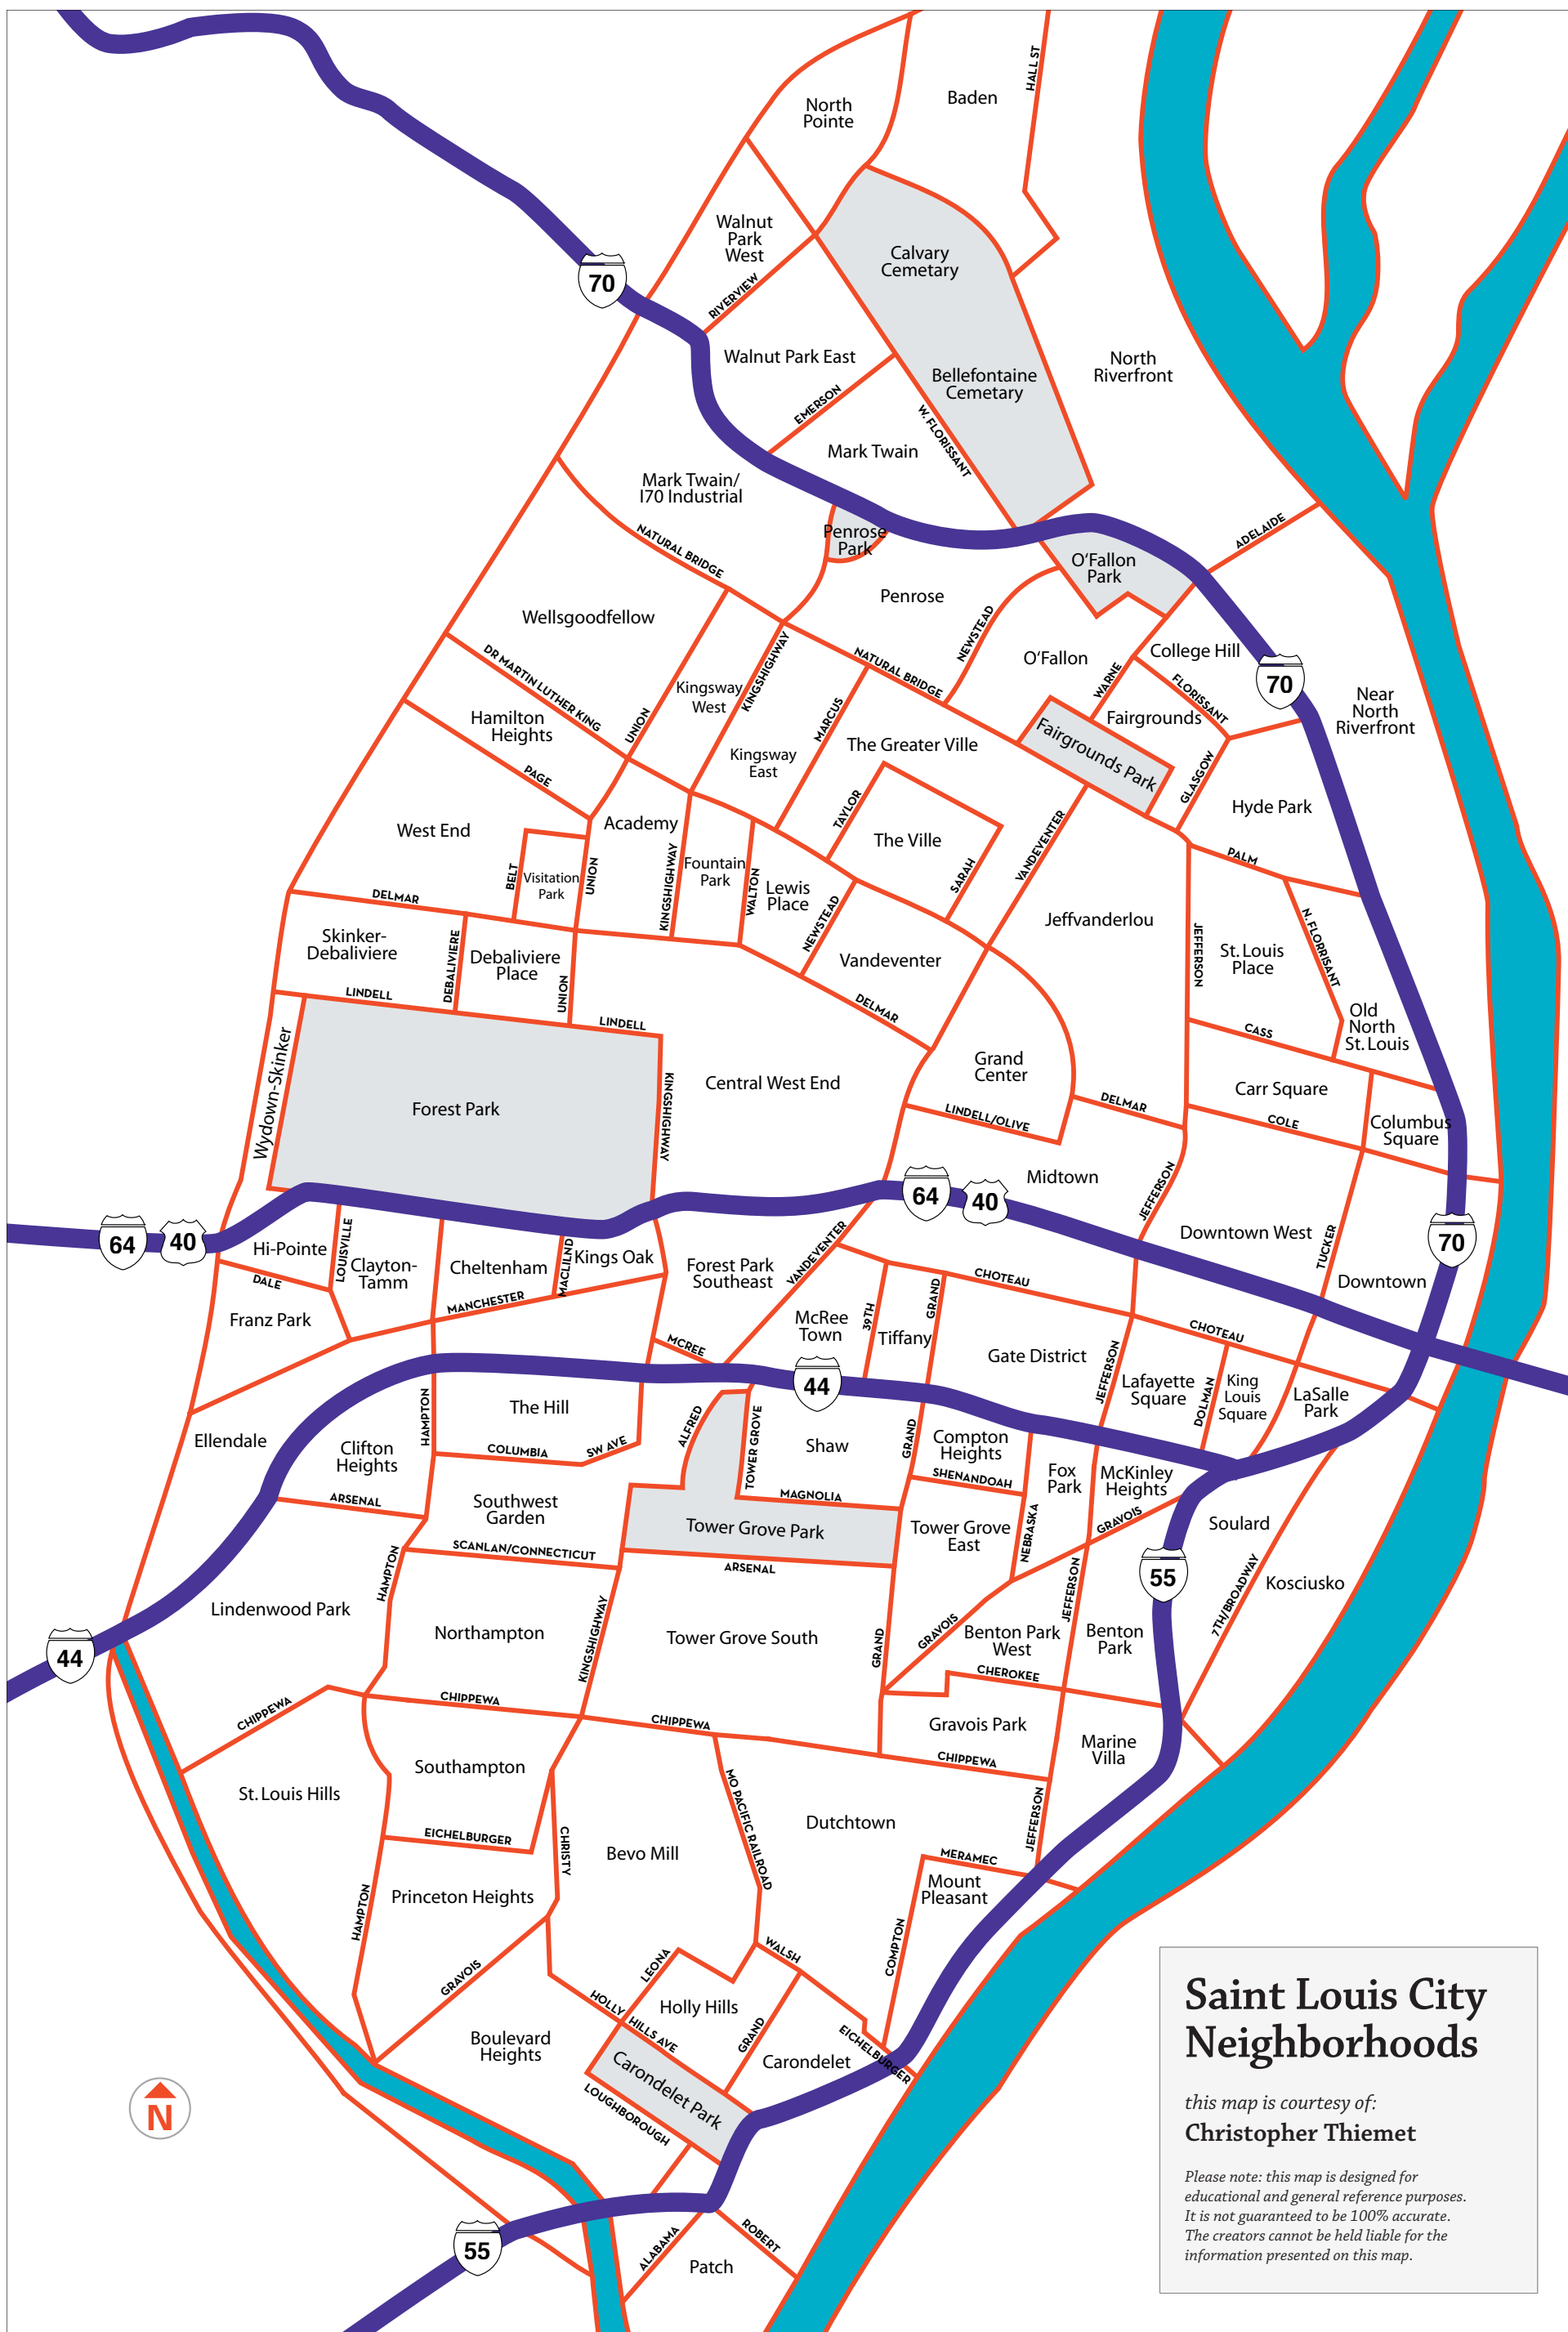 HALL ST
Baden
North
Pointe
Walnut
Park
West
Calvary
Cemetary
70
RIVERVIEW
Walnut Park East
North
Riverfront
Bellefontaine
Cemetary
EMERSON
W. FLORISSANT
Mark Twain
Mark Twain/
I70 Industrial
Penrose
Park
NATURAL BRIDGE
ADELAIDE
O'Fallon
Park
Penrose
Wellsgoodfellow
NEWSTEAD
College Hill
O'Fallon
DR MARTIN LUTHER KING
KINGSHIGHWAY
NATURAL BRIDGE
WARNE
FLORISSANT
70
Kingsway
West
Near
North
Riverfront
Hamilton
Heights
UNION
MARCUS
Fairgrounds
The Greater Ville
Kingsway
East
Fairgrounds Park
PAGE
GLASGOW
Hyde Park
TAYLOR
West End
Academy
The Ville
VANDEVENTER
PALM
BELT
Visitation
Park
UNION
KINGSHIGHWAY
Fountain
Park
WALTON
Lewis
Place
SARAH
DELMAR
Jeffvanderlou
NEWSTEAD
N. FLORRISANT
Skinker-
Debaliviere
DEBALIVIERE
Debaliviere
Place
Vandeventer
JEFFERSON
St. Louis
Place
UNION
LINDELL
DELMAR
LINDELL
Old
North
St. Louis
CASS
Wydown-Skinker
Forest Park
KINGSHIGHWAY
Central West End
Grand
Center
Carr Square
LINDELL/OLIVE
DELMAR
COLE
Columbus
Square
Midtown
JEFFERSON
64
40
64
40
70
Downtown West
TUCKER
Hi-Pointe
LOUISVILLE
Clayton-
Tamm
Cheltenham
MACLILND
Kings Oak
Forest Park
Southeast
VANDEVENTER
CHOTEAU
Downtown
DALE
MANCHESTER
Franz Park
McRee
Town
39TH
GRAND
Tiffany
CHOTEAU
MCREE
Gate District
JEFFERSON
44
Lafayette
Square
DOLMAN
King
Louis
Square
LaSalle
Park
The Hill
HAMPTON
Ellendale
Clifton
Heights
COLUMBIA
SW AVE
ALFRED
TOWER GROVE
Shaw
GRAND
Compton
Heights
SHENANDOAH
Fox
Park
McKinley
Heights
ARSENAL
Southwest
Garden
MAGNOLIA
Tower Grove Park
Tower Grove
East
NEBRASKA
GRAVOIS
Soulard
SCANLAN/CONNECTICUT
ARSENAL
HAMPTON
55
JEFFERSON
Kosciusko
7TH/BROADWAY
Lindenwood Park
Northampton
KINGSHIGHWAY
Tower Grove South
GRAND
GRAVOIS
Benton Park
West
Benton
Park
44
CHEROKEE
CHIPPEWA
CHIPPEWA
CHIPPEWA
Gravois Park
Marine
Villa
CHIPPEWA
Southampton
St. Louis Hills
MO PACIFIC RAILROAD
Dutchtown
JEFFERSON
EICHELBURGER
CHRISTY
Bevo Mill
MERAMEC
Mount
Pleasant
Princeton Heights
HAMPTON
COMPTON
WALSH
LEONA
GRAVOIS
HOLLY HILLS AVE
Holly Hills
GRAND
EICHELBURGER
Boulevard
Heights
Carondelet
Carondelet Park
LOUGHBOROUGH
N
55
ALABAMA
ROBERT
Patch
Saint Louis City
Neighborhoods
this map is courtesy of:
Christopher Thiemet
Please note: this map is designed for
educational and general reference purposes.
It is not guaranteed to be 100% accurate.
The creators cannot be held liable for the
information presented on this map.